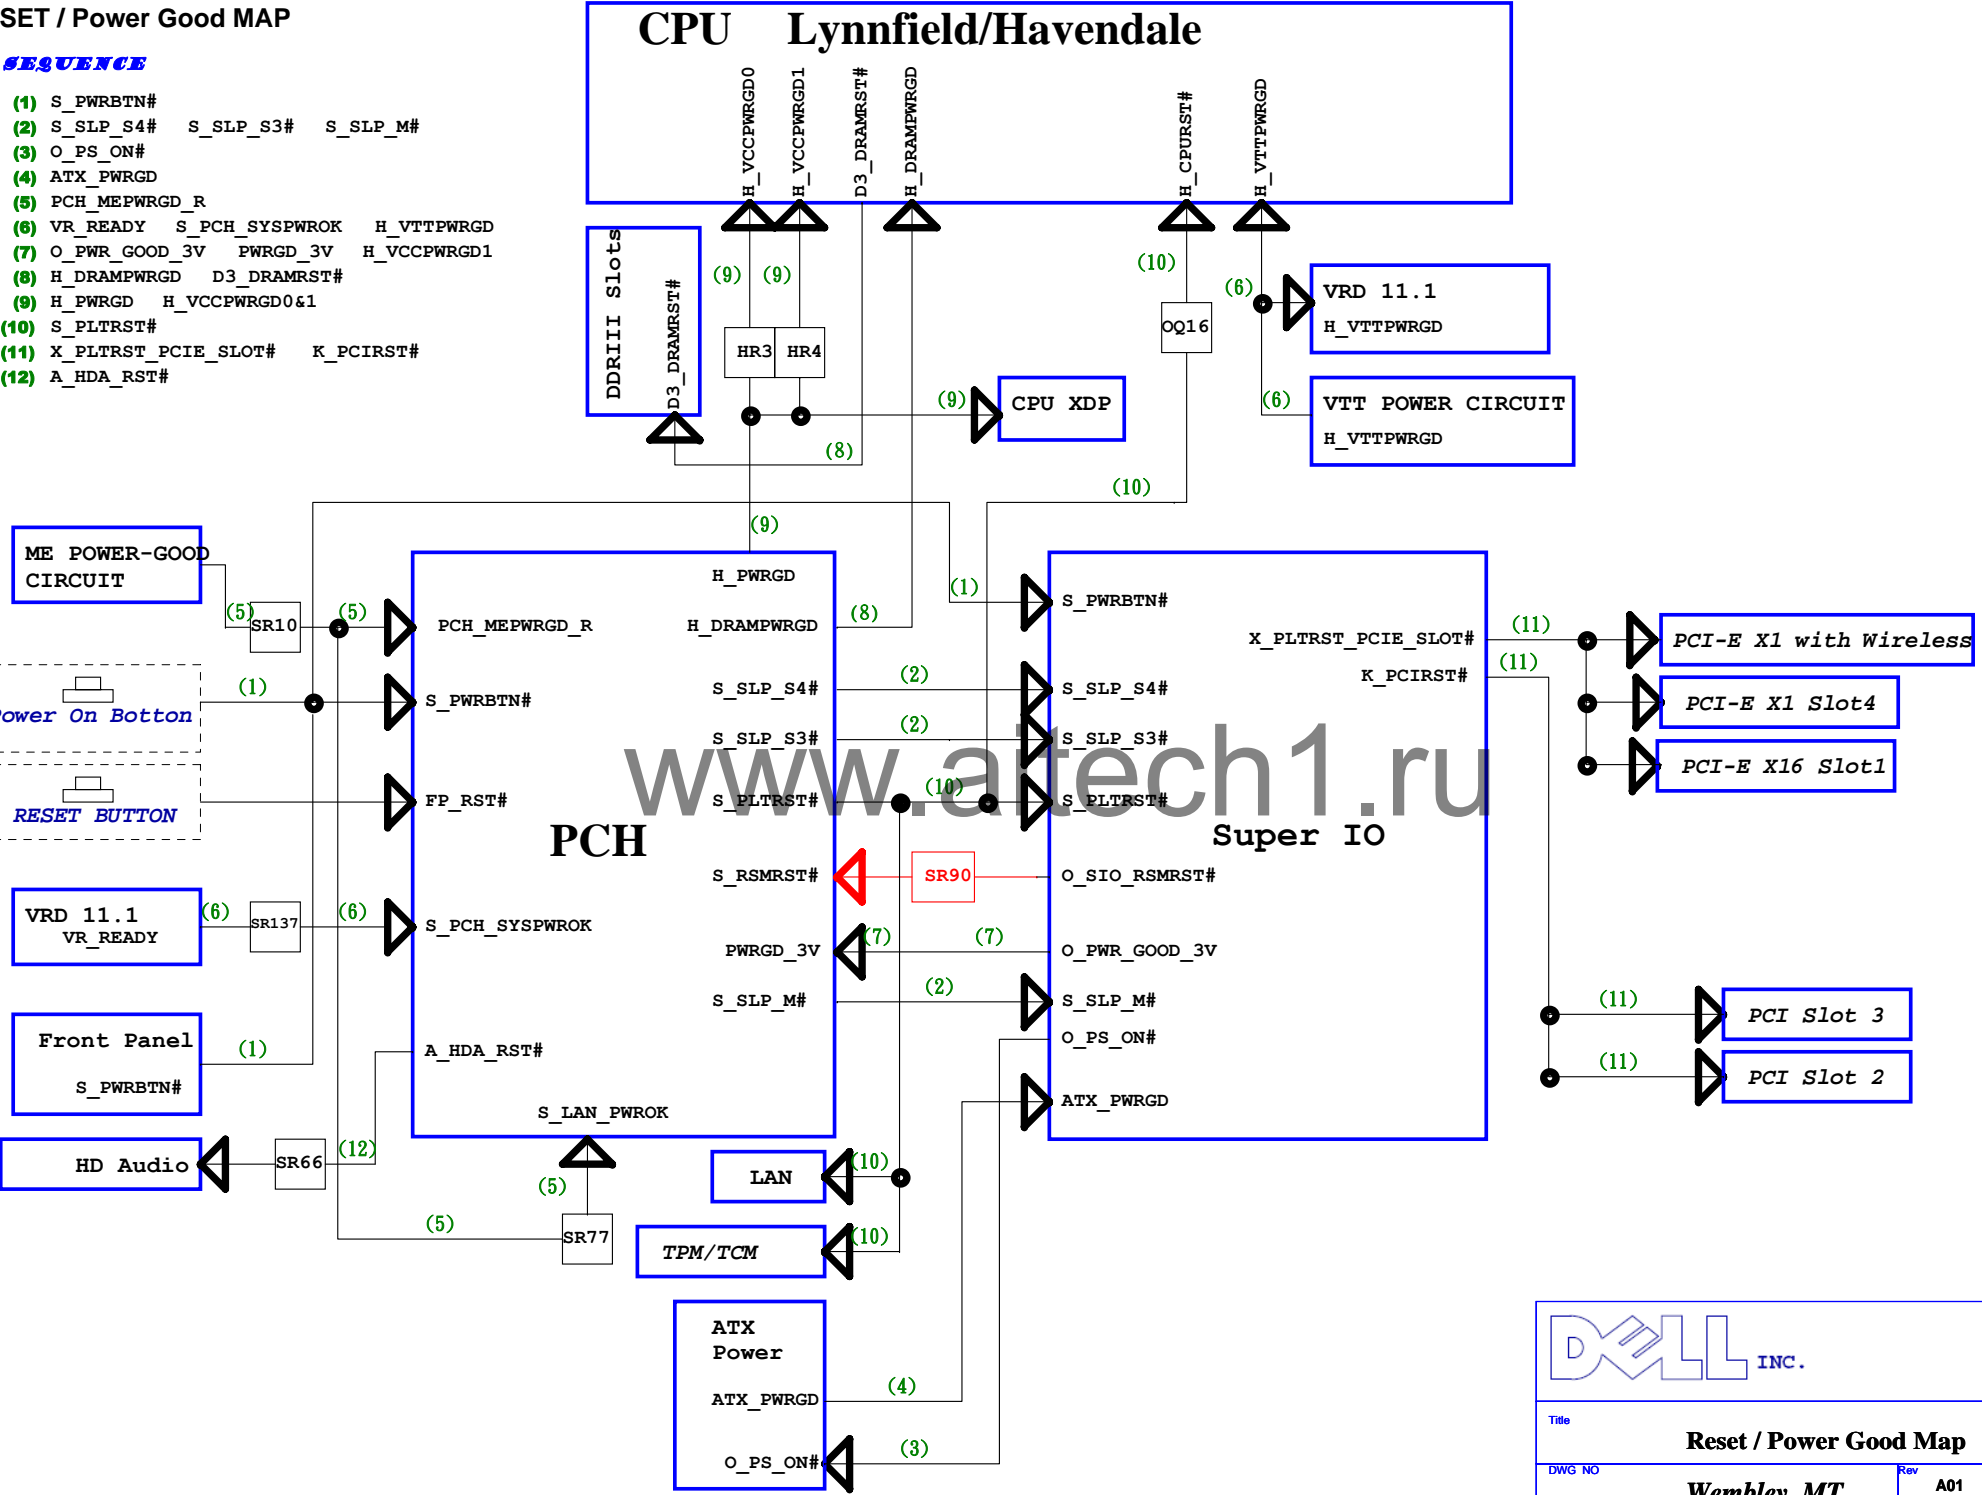 SET / Power Good MAP
SEQUENCE
(1) S_PWRBTN#
(2) S_SLP_S4# S_SLP_S3# S_SLP_M#
(3) O_PS_ON#
(4) ATX_PWRGD
(5) PCH_MEPWRGD_R
(6) VR_READY S_PCH_SYSPWROK H_VTTPWRGD
(7) O_PWR_GOOD_3V PWRGD_3V H_VCCPWRGD1
(8) H_DRAMPWRGD D3_DRAMRST#
(9) H_PWRGD H_VCCPWRGD0&1
(10) S_PLTRST#
(11) X_PLTRST_PCIE_SLOT# K_PCIRST#
(12) A_HDA_RST#
CPU Lynnfield/Havendale
H_VCCPWRGD0
H_VCCPWRGD1
D3_DRAMRST#
H_DRAMPWRGD
H_CPURST#
H_VTTPWRGD
DDRIII Slots
D3_DRAMRST#
(9)
(9)
(10)
(6)
HR3
HR4
OQ16
VRD 11.1
H_VTTPWRGD
(9)
CPU XDP
(6)
VTT POWER CIRCUIT
H_VTTPWRGD
(8)
(10)
(9)
ME POWER-GOOD
CIRCUIT
(5)
SR10
(5)
(1)
Power On Botton
RESET BUTTON
VRD 11.1
VR_READY
(6)
SR137
(6)
Front Panel
S_PWRBTN#
(1)
HD Audio
SR66
(12)
(5)
(5)
SR77
PCH
H_PWRGD
PCH_MEPWRGD_R
H_DRAMPWRGD
S_PWRBTN#
S_SLP_S4#
S_SLP_S3#
FP_RST#
S_PLTRST#
S_RSMRST#
S_PCH_SYSPWROK
PWRGD_3V
S_SLP_M#
A_HDA_RST#
S_LAN_PWROK
(8)
(1)
(2)
(2)
(10)
SR90
(7)
(7)
(2)
www.aitech1.ru
Super IO
S_PWRBTN#
X_PLTRST_PCIE_SLOT#
K_PCIRST#
S_SLP_S4#
S_SLP_S3#
S_PLTRST#
O_SIO_RSMRST#
O_PWR_GOOD_3V
S_SLP_M#
O_PS_ON#
ATX_PWRGD
(11)
(11)
PCI-E X1 with Wireless
PCI-E X1 Slot4
PCI-E X16 Slot1
(11)
PCI Slot 3
(11)
PCI Slot 2
LAN
(10)
TPM/TCM
(10)
ATX
Power
ATX_PWRGD
(4)
O_PS_ON#
(3)
DELL INC.
Title
Reset / Power Good Map
DWG NO
Wembley MT
Rev
A01